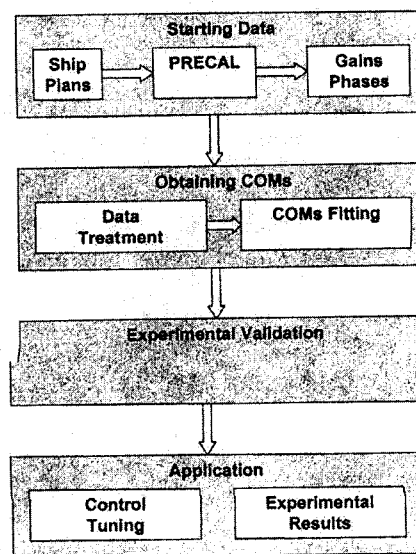 Starting Data
Ship
Plans
PRECAL
Gains
Phases
Obtaining COMs
Data
Treatment
COMs Fitting
Experimental Validation
Application
Control
Tuning
Experimental
Results